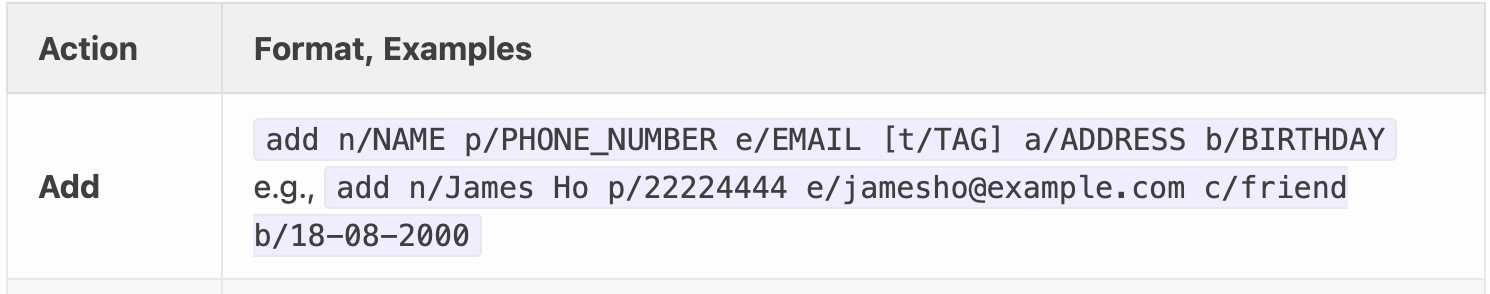 Action Format, Examples
add n/NAME p/PHONE_NUMBER e/EMAIL [t/TAG] a/ADDRESS b/BIRTHDAY
Add e.g., add n/James Ho p/22224444 e/jamesho@example.com c/friend
b/18-08-2000